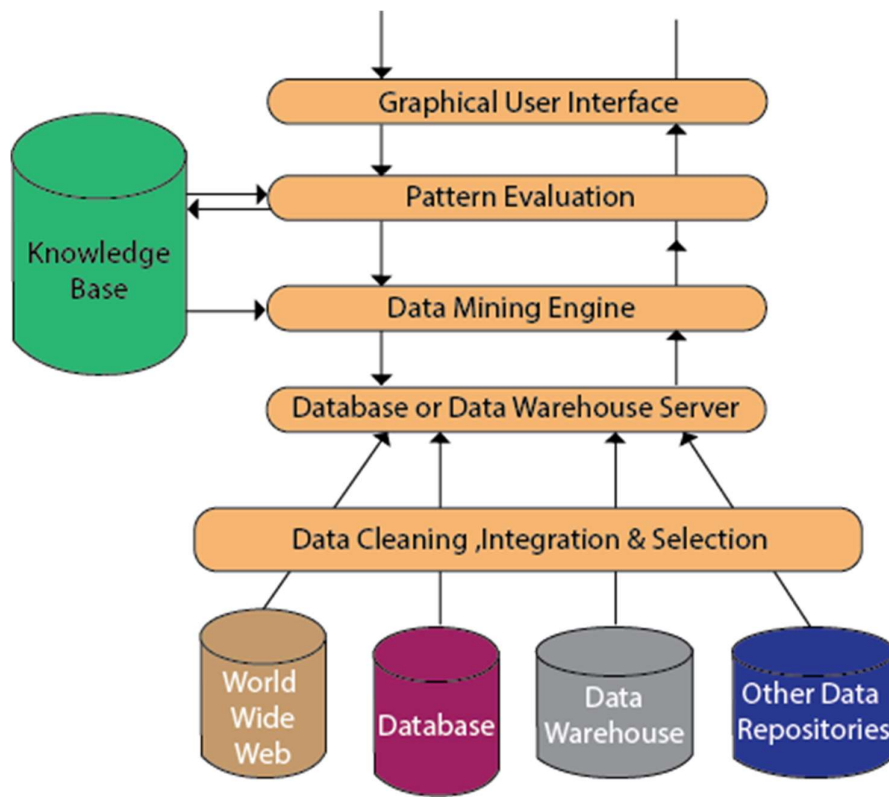 Graphical User Interface
Pattern Evaluation
Knowledge
Base
Data Mining Engine
Database or Data Warehouse Server
Data Cleaning ,Integration & Selection
World
Wide
Web
Database
Data
Warehouse
Other Data
Repositories